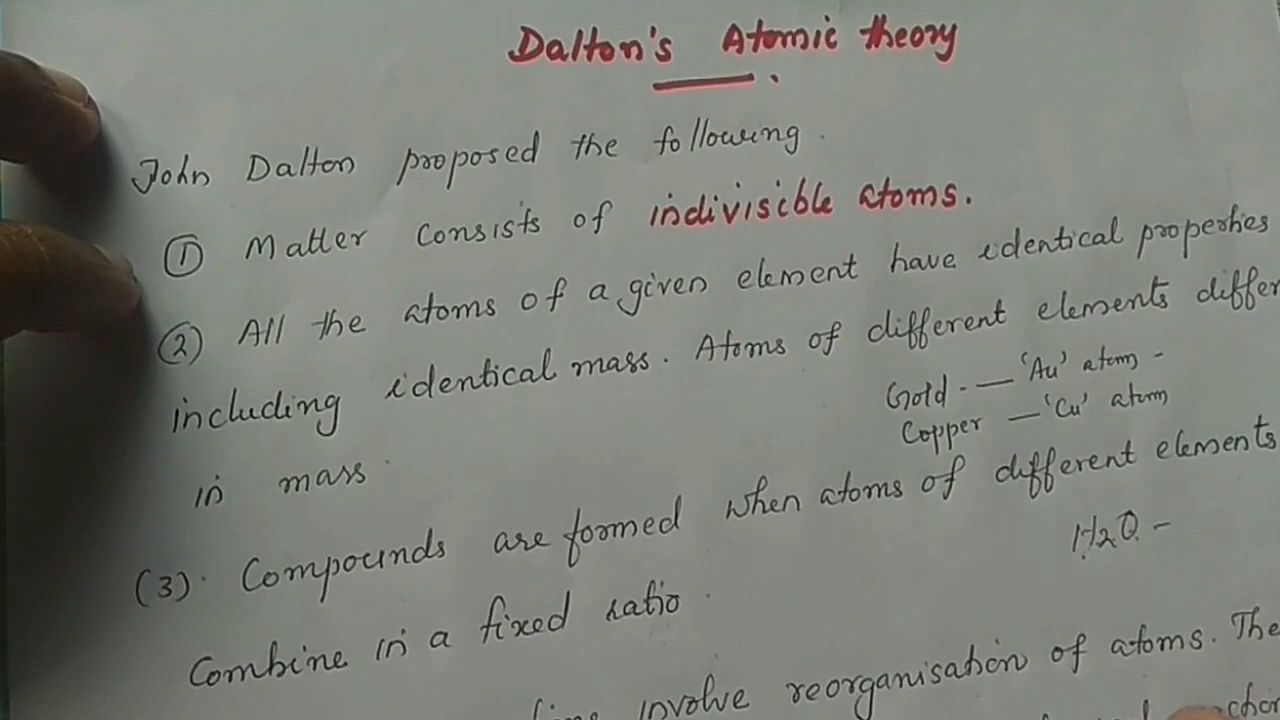 Dalton's Atomic theory
John Dalton proposed the following.
① Matter consists of indivisible atoms.
② All the atoms of a given element have identical properties
including identical mass. Atoms of different elements differ
in mass.
Gold - — 'Au' atom -
Copper — 'Cu' atom
(3). Compounds are formed when atoms of different elements
Combine in a fixed ratio.
H2O -
involve reorganisation of atoms. The